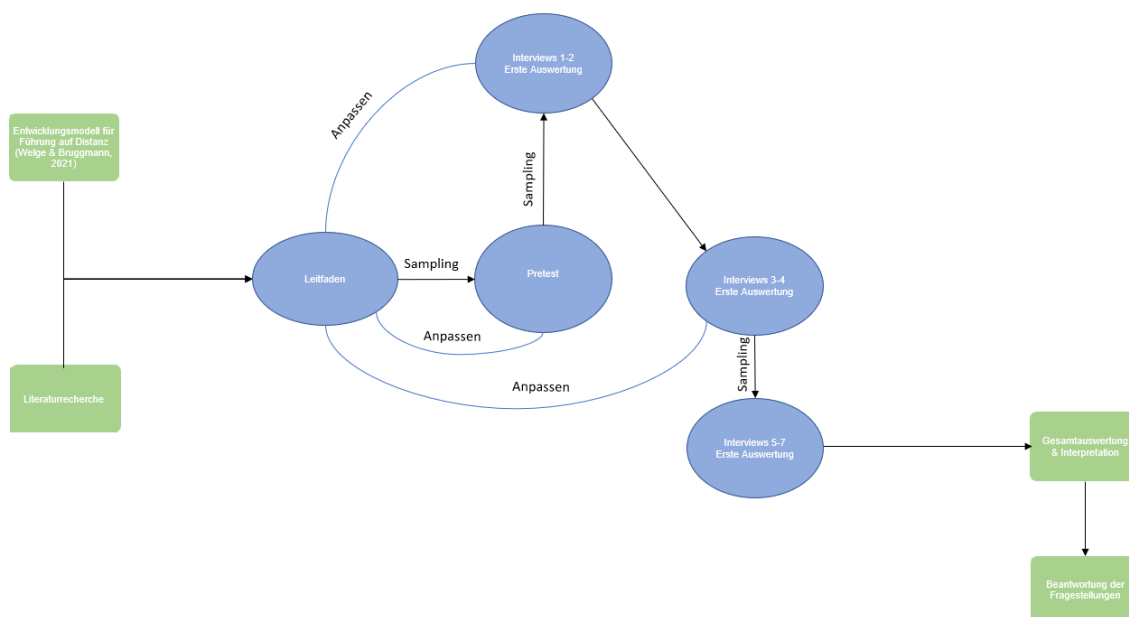 Interviews 1-2
Erste Auswertung
Anpassen
Entwicklungsmodell für
Führung auf Distanz
(Welge & Bruggmann,
2021)
Sampling
Leitfaden
Sampling
Pretest
Interviews 3-4
Erste Auswertung
Anpassen
Sampling
Anpassen
Literaturrecherche
Interviews 5-7
Erste Auswertung
Gesamtauswertung
& Interpretation
Beantwortung der
Fragestellungen